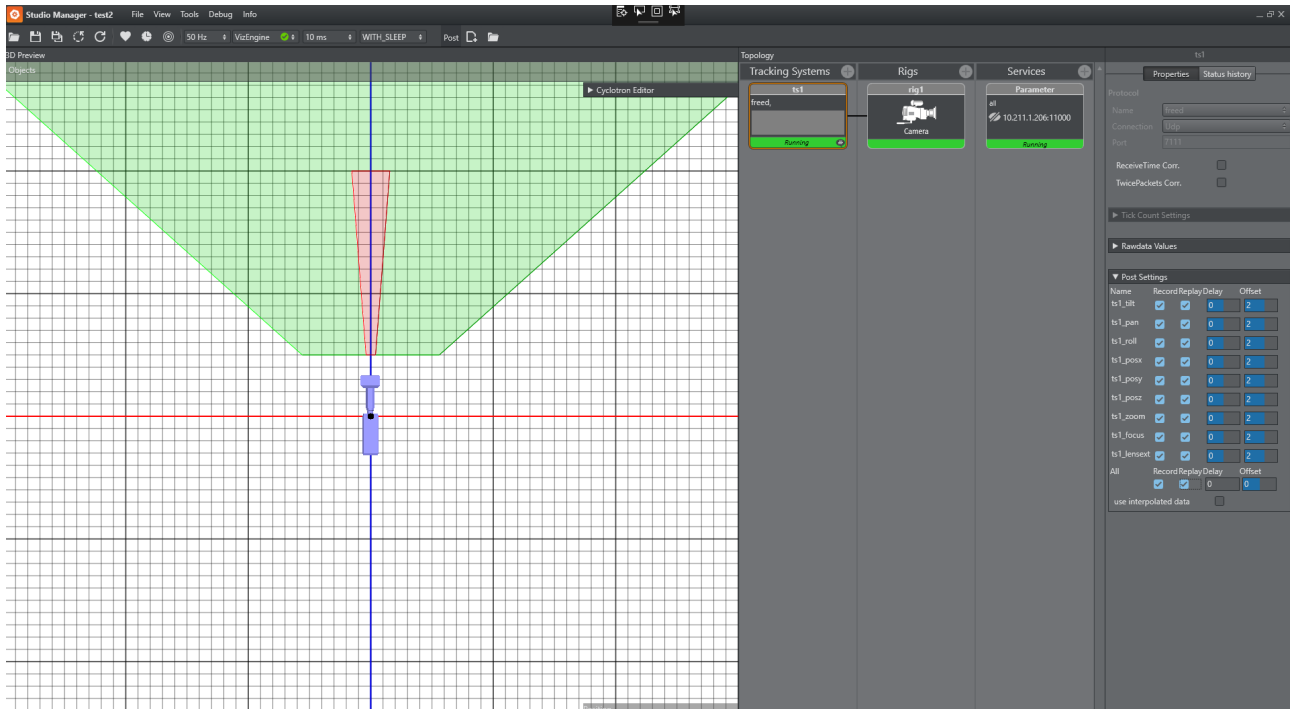 Studio Manager - test2 File View Tools Debug Info
50 Hz VizEngine 10 ms WITH_SLEEP Post
3D Preview
Objects
Cyclotron Editor
Topology
Tracking Systems Rigs Services
ts1 rig1 Parameter
freed, all
10.211.1.206:11000
Camera
Running Running
ts1
Properties Status history
Protocol
Name freed
Connection Udp
Port 7111
ReceiveTime Corr.
TwicePackets Corr.
Tick Count Settings
Rawdata Values
Post Settings
Name Record Replay Delay Offset
ts1_tilt 0 2
ts1_pan 0 2
ts1_roll 0 2
ts1_posx 0 2
ts1_posy 0 2
ts1_posz 0 2
ts1_zoom 0 2
ts1_focus 0 2
ts1_lensext 0 2
All Record Replay Delay Offset
0 0
use interpolated data